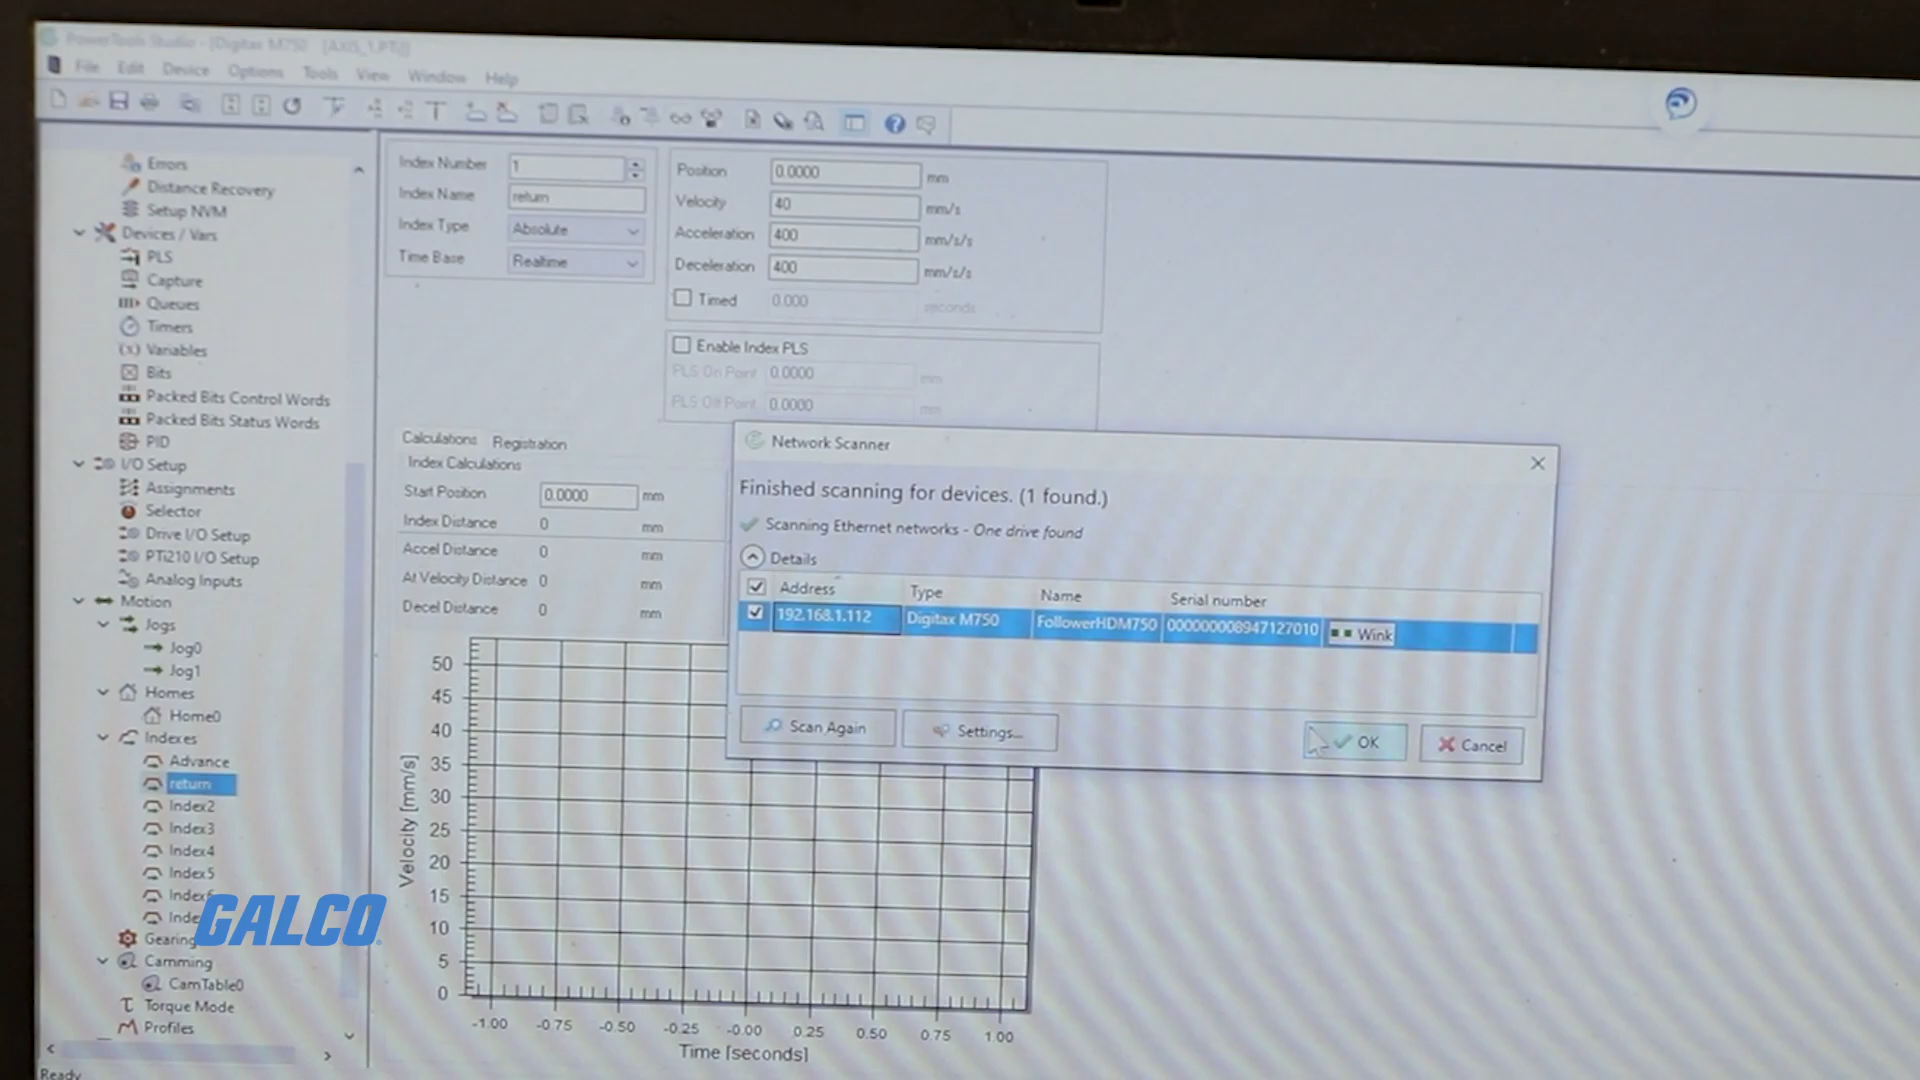 PowerTools Studio - [Digitax M750 [AXIS_1.PTi]]
File Edit Device Options Tools View Window Help
Errors
Distance Recovery
Setup NVM
Devices / Vars
PLS
Capture
Queues
Timers
(x) Variables
Bits
Packed Bits Control Words
Packed Bits Status Words
PID
I/O Setup
Assignments
Selector
Drive I/O Setup
PTi210 I/O Setup
Analog Inputs
Motion
Jogs
Jog0
Jog1
Homes
Home0
Indexes
Advance
return
Index2
Index3
Index4
Index5
Index
Inde
Gearing
Camming
CamTable0
Torque Mode
Profiles
Ready
GALCO
Index Number 1
Index Name return
Index Type Absolute
Time Base Realtime
Position 0.0000 mm
Velocity 40 mm/s
Acceleration 400 mm/s/s
Deceleration 400 mm/s/s
Timed 0.000 seconds
Enable Index PLS
PLS On Point 0.0000 mm
PLS Off Point 0.0000 mm
Calculations Registration
Index Calculations
Start Position 0.0000 mm
Index Distance 0 mm
Accel Distance 0 mm
At Velocity Distance 0 mm
Decel Distance 0 mm
Velocity [mm/s]
50
45
40
35
30
25
20
15
10
5
0
-1.00 -0.75 -0.50 -0.25 -0.00 0.25 0.50 0.75 1.00
Time [seconds]
Network Scanner
Finished scanning for devices. (1 found.)
Scanning Ethernet networks - One drive found
Details
Address Type Name Serial number
192.168.1.112 Digitax M750 FollowerHDM750 000000008947127010 Wink
Scan Again Settings... OK Cancel